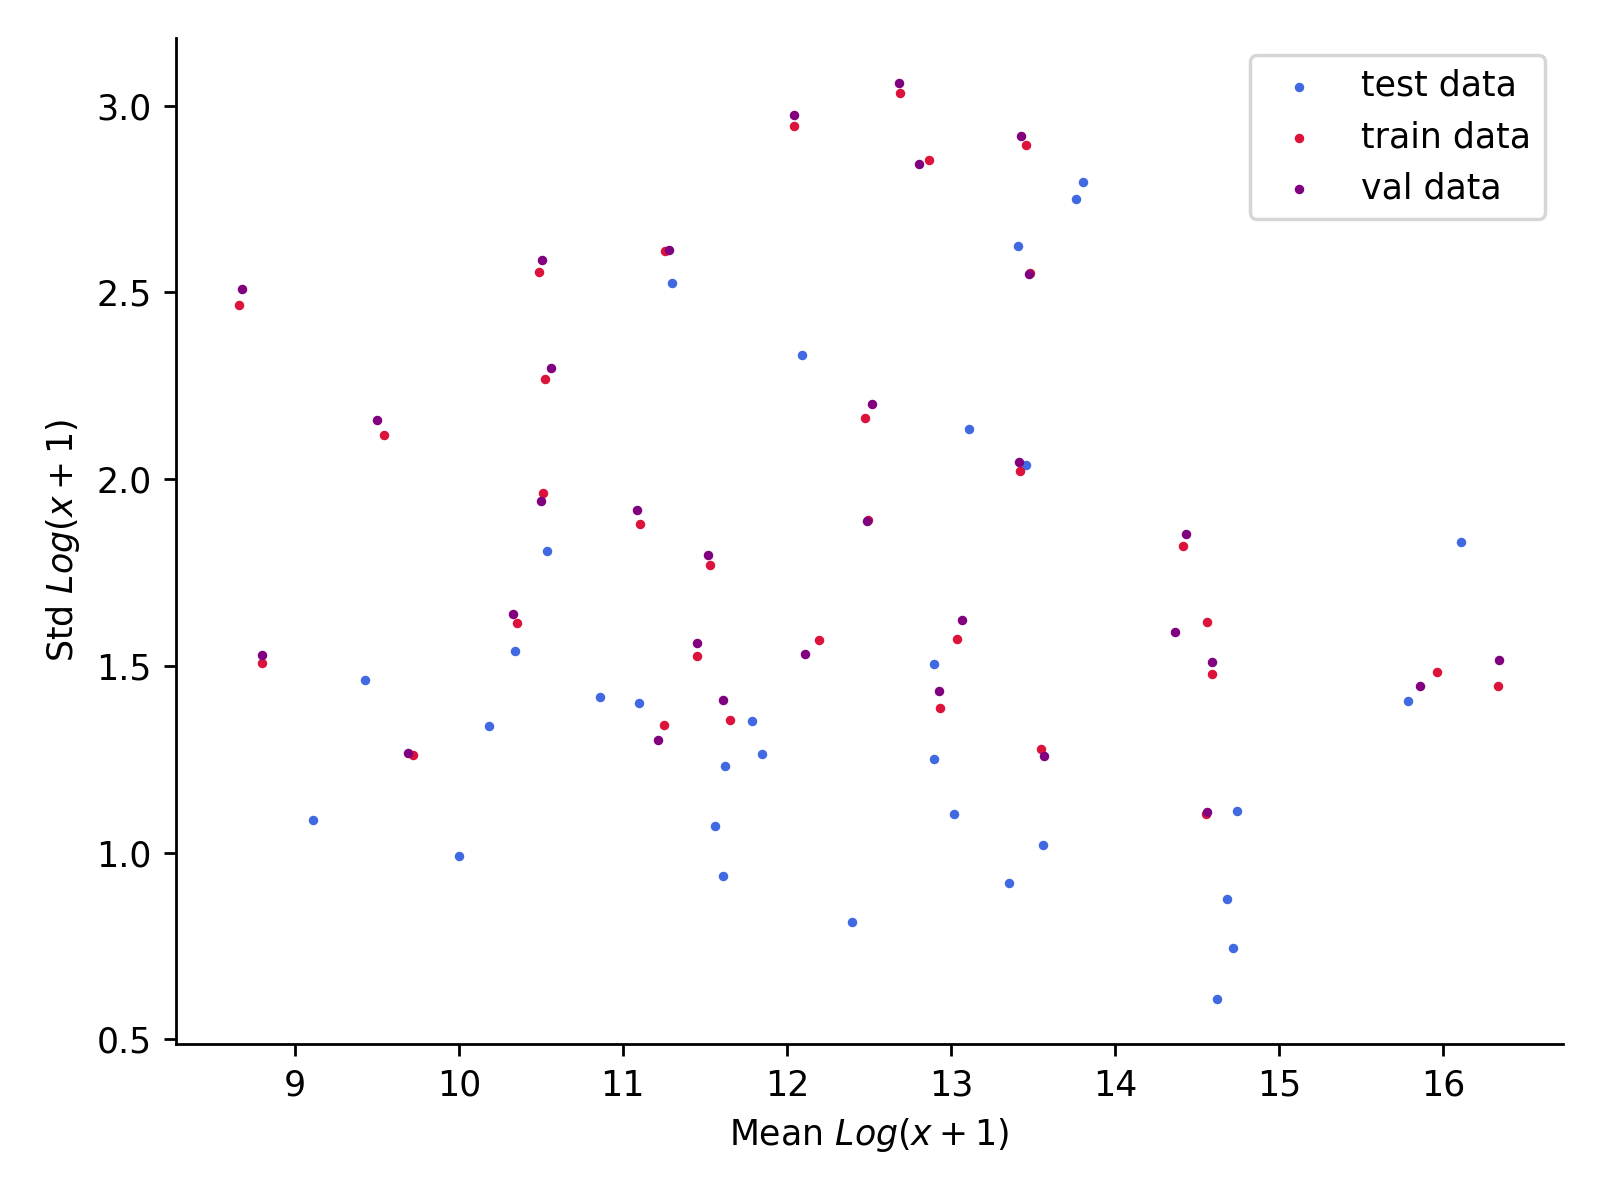 test data
train data
val data
3.0
2.5
2.0
1.5
1.0
0.5
Std Log(x + 1)
9 10 11 12 13 14 15 16
Mean Log(x + 1)